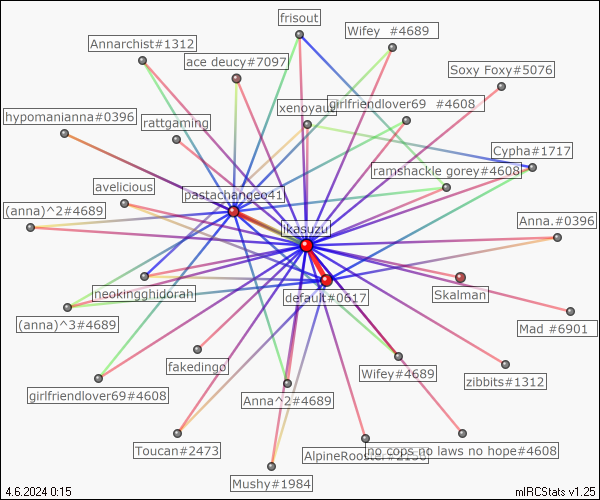 frisout
Wifey #4689
Annarchist#1312
ace deucy#7097
Soxy Foxy#5076
girlfriendlover69 #4608
hypomanianna#0396
rattgaming
Cypha#1717
ramshackle gorey#4608
avelicious
pastachangeo41
(anna)^2#4689
Anna.#0396
ikasuzu
neokingghidorah
default#0617
Skalman
(anna)^3#4689
Mad #6901
fakedingo
Wifey#4689
zibbits#1312
girlfriendlover69#4608
Anna^2#4689
Toucan#2473
no cops no laws no hope#4608
Mushy#1984
4.6.2024 0:15
mIRCStats v1.25